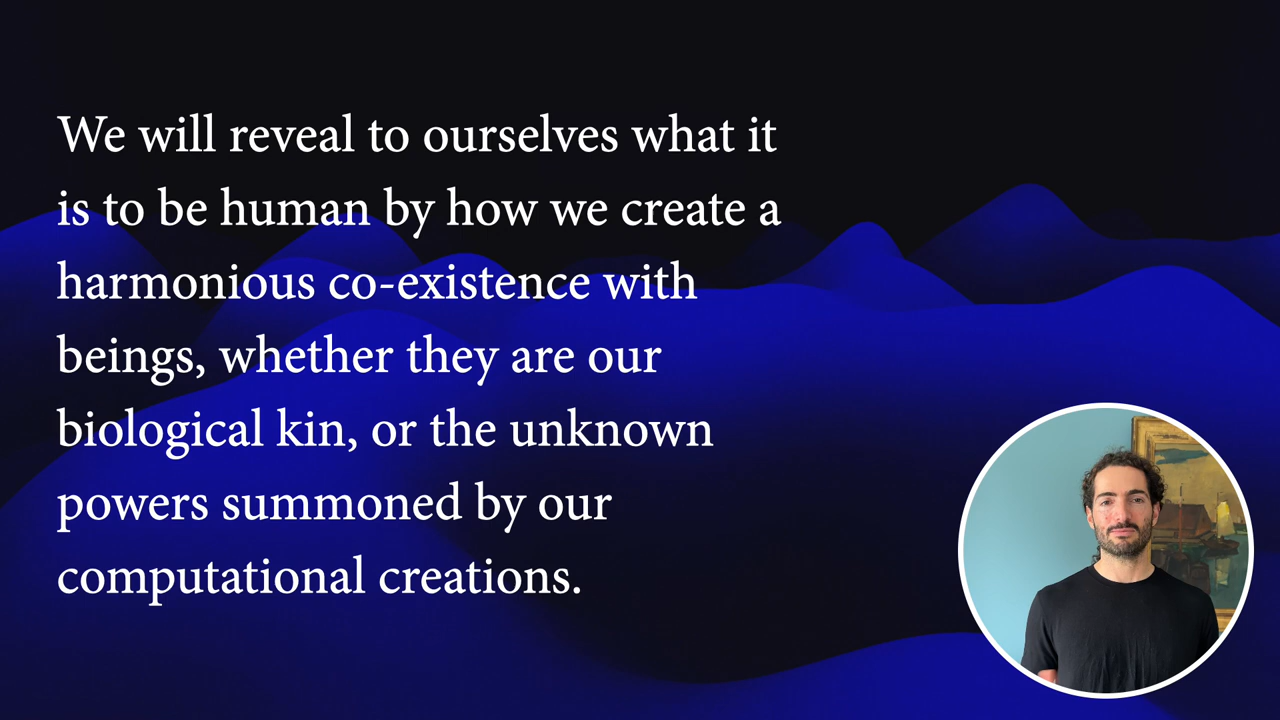 We will reveal to ourselves what it
is to be human by how we create a
harmonious co-existence with
beings, whether they are our
biological kin, or the unknown
powers summoned by our
computational creations.